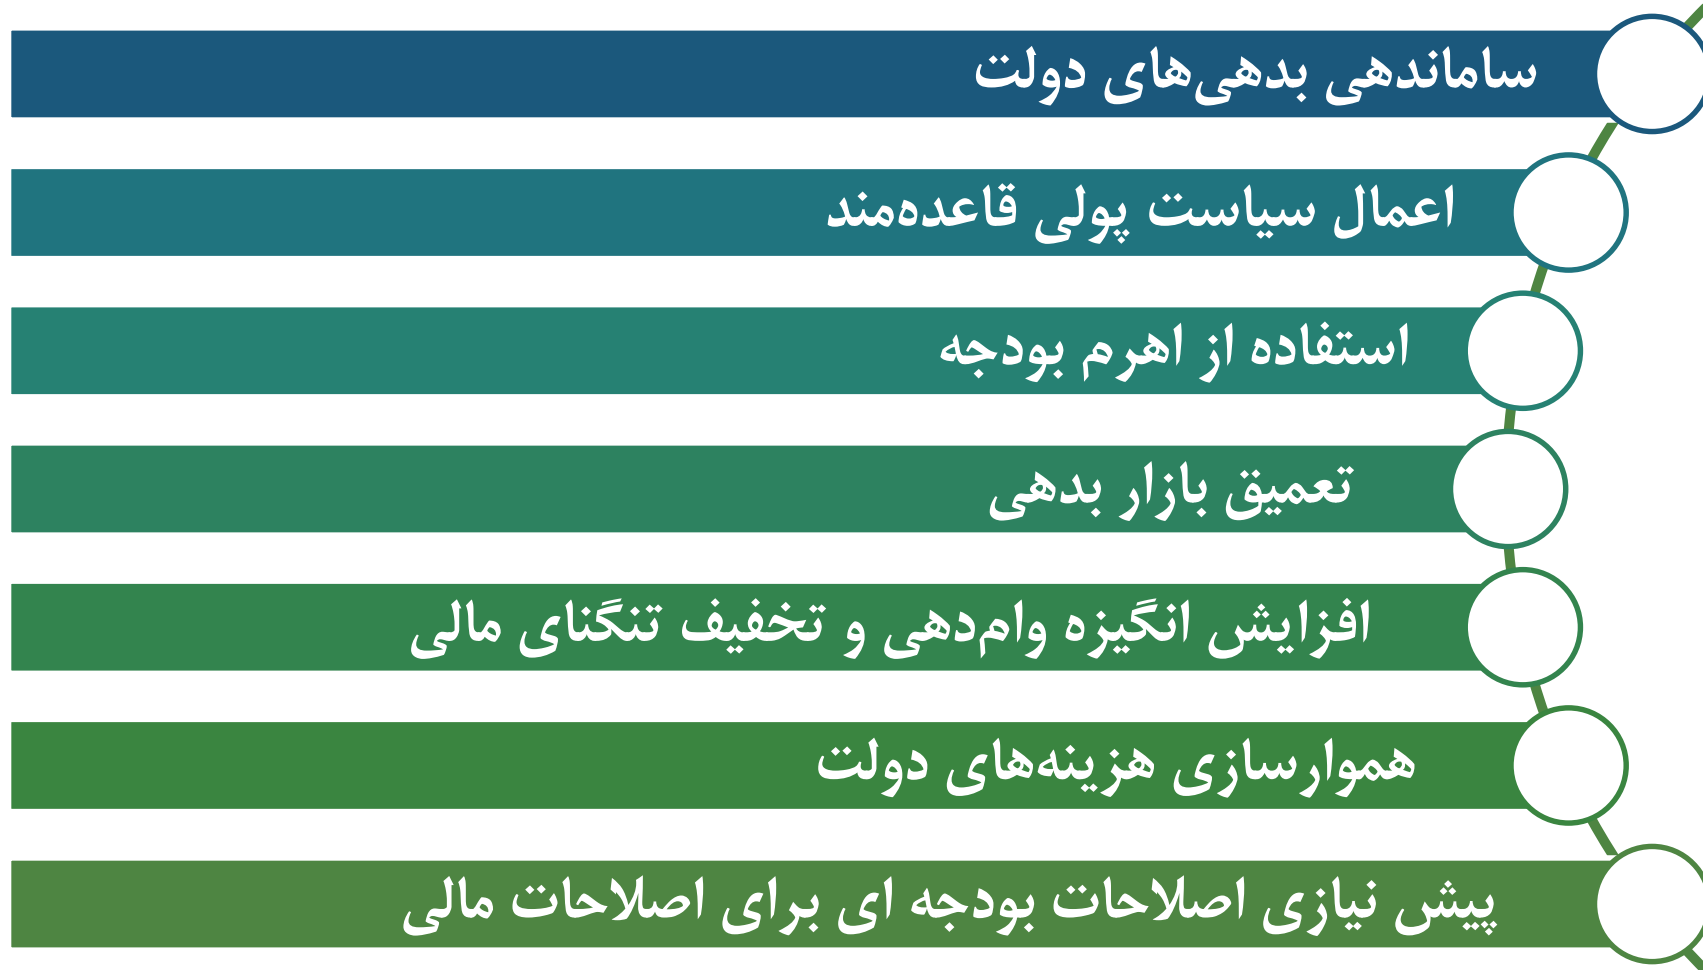 ساماندهی بدهی‌های دولت
اعمال سیاست پولی قاعده‌مند
استفاده از اهرم بودجه
تعمیق بازار بدهی
افزایش انگیزه وام‌دهی و تخفیف تنگنای مالی
هموارسازی هزینه‌های دولت
پیش نیازی اصلاحات بودجه ای برای اصلاحات مالی